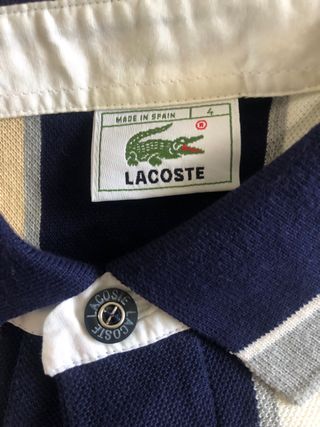 MADE IN SPAIN 4
®
LACOSTE
LACOSTE LACOSTE